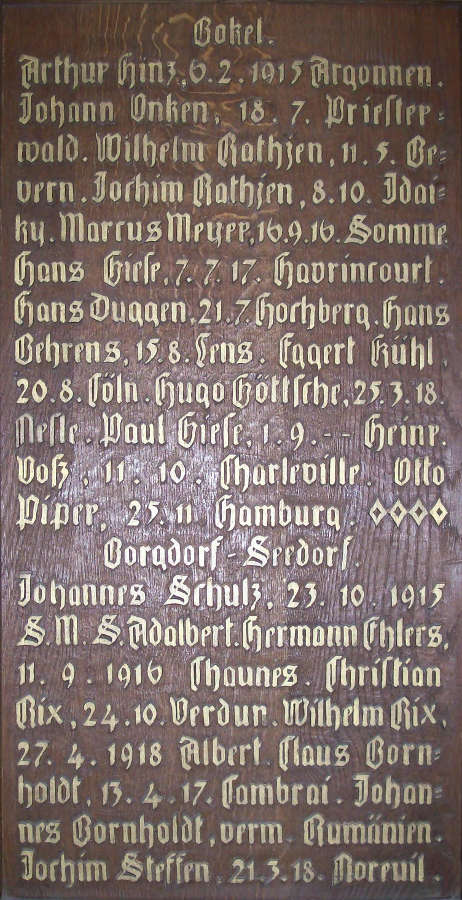 Bokel.
Arthur Hinz, 6. 2. 1915 Argonnen.
Johann Onken, 18. 7. Priester-
wald. Wilhelm Rathjen, 11. 5. Be-
vern. Jochim Rathjen, 8. 10. Idai-
ky. Marcus Meyer, 16. 9. 16. Somme
Hans Giese, 7. 7. 17. Havrincourt.
Hans Duggen. 21. 7. Hochberg. Hans
Behrens, 15. 8. Lens. Eggert Kühl.
20. 8. Cöln. Hugo Göttsche, 25. 3. 18.
Nesle. Paul Giese, 1. 9. -- Heinr.
Voß, 11. 10. Charleville. Otto
Piper, 25. 11 Hamburg. ◊◊◊◊
Borgdorf-Seedorf.
Johannes Schulz, 23. 10. 1915
S. M. S Adalbert. Hermann Ehlers,
11. 9. 1916 Chaunes. Christian
Rix, 24. 10. Verdun. Wilhelm Rix,
27. 4. 1918 Albert. Claus Born-
holdt, 13. 4. 17. Cambrai. Johan-
nes Bornholdt, verm. Rumänien.
Jochim Steffen, 21. 3. 18. Noreuil.